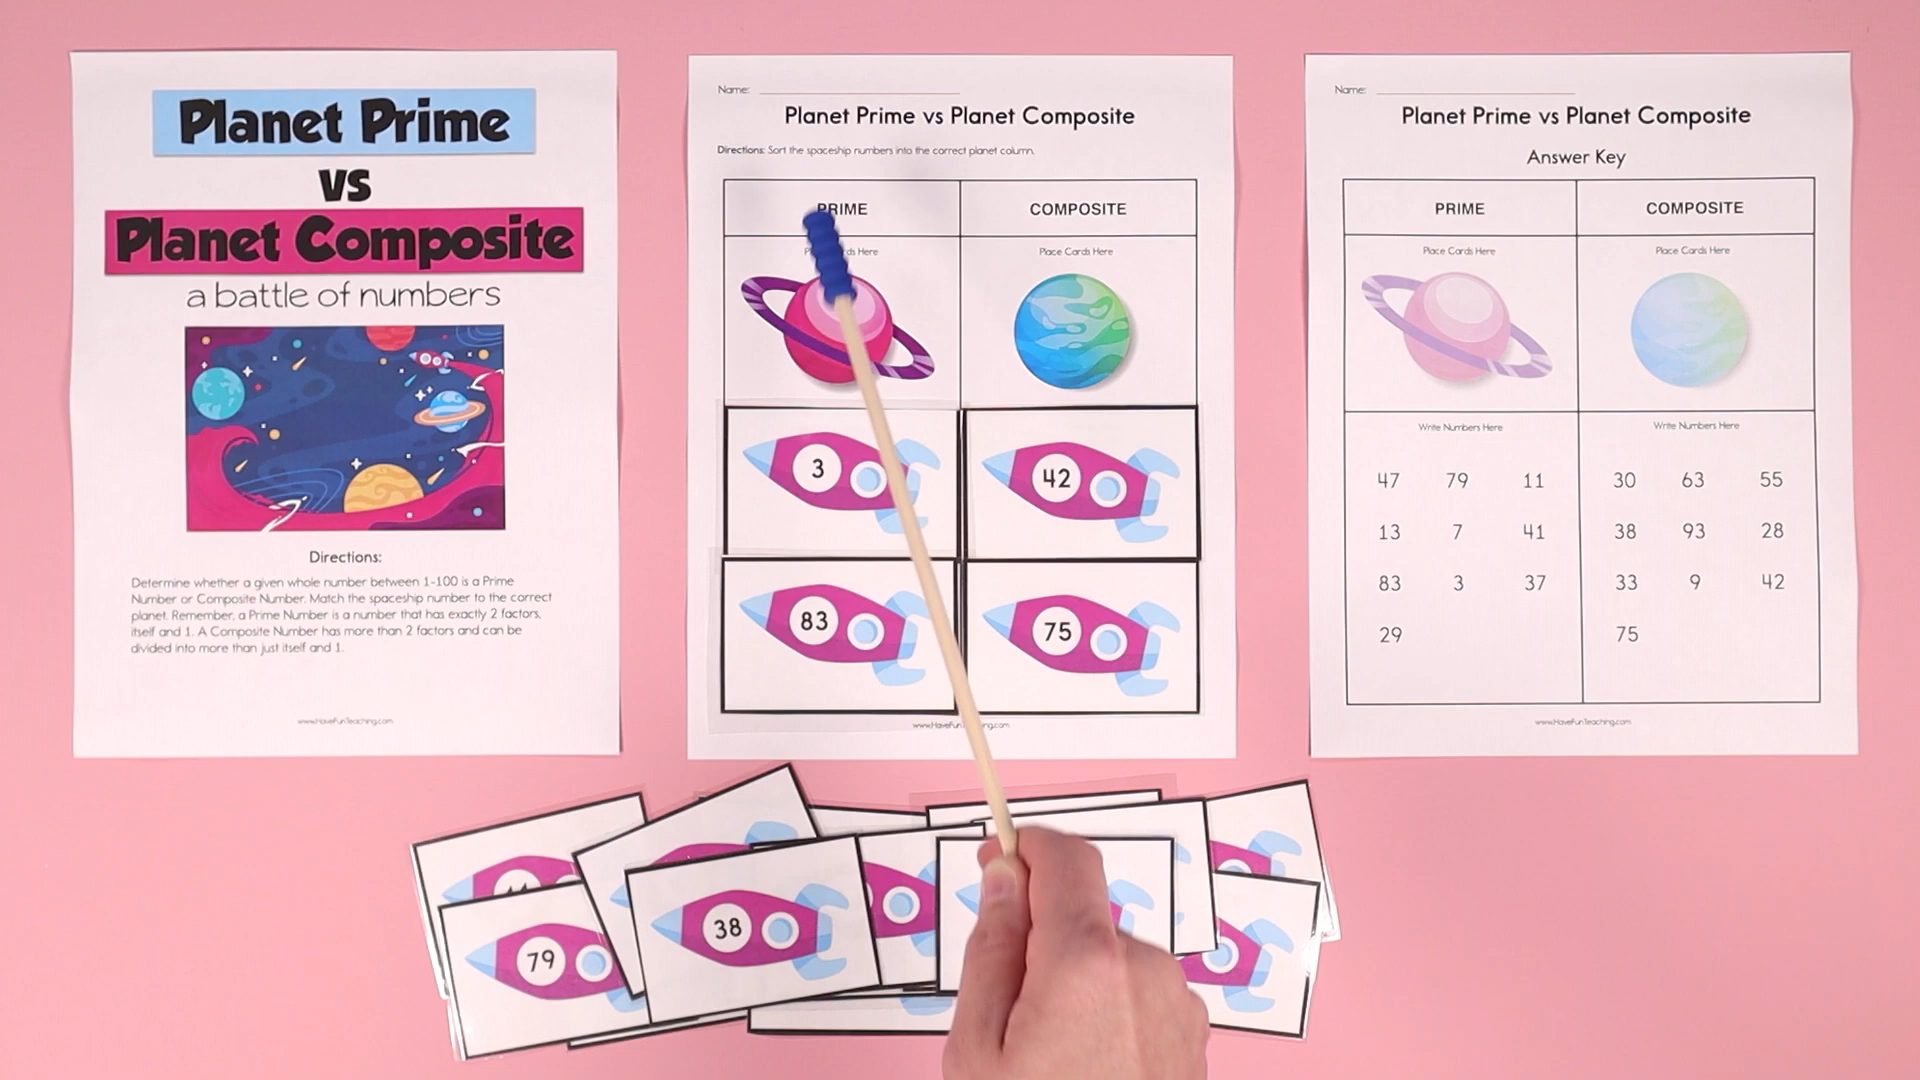 Planet Prime
vs
Planet Composite
a battle of numbers
Directions:
Determine whether a given whole number between 1-100 is a Prime
Number or Composite Number. Match the spaceship number to the correct
planet. Remember, a Prime Number is a number that has exactly 2 factors,
itself and 1. A Composite Number has more than 2 factors and can be
divided into more than just itself and 1.
www.HaveFunTeaching.com
Name:
Planet Prime vs Planet Composite
Directions: Sort the spaceship numbers into the correct planet column.
PRIME COMPOSITE
Here Place Cards Here
3 42
83 75
Name:
Planet Prime vs Planet Composite
Answer Key
PRIME COMPOSITE
Place Cards Here Place Cards Here
Write Numbers Here Write Numbers Here
47 79 11 30 63 55
13 7 41 38 93 28
83 3 37 33 9 42
29 75
www.HaveFunTeaching.com
79 38